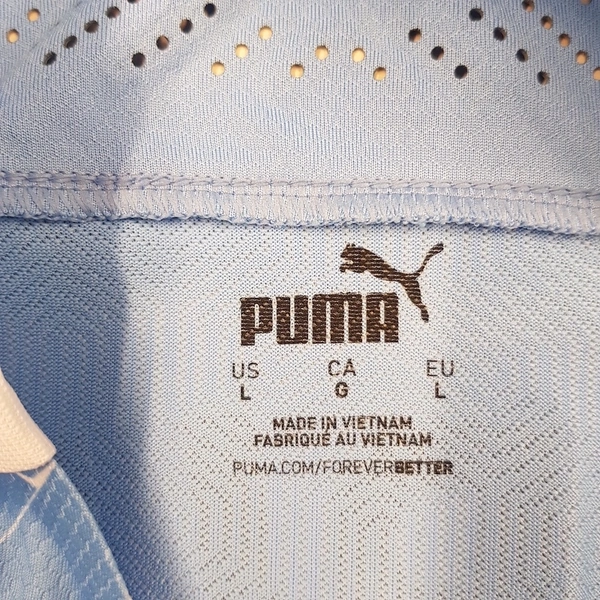 PUMA
US CA EU
L G L
MADE IN VIETNAM
FABRIQUÉ AU VIETNAM
PUMA.COM/FOREVERBETTER